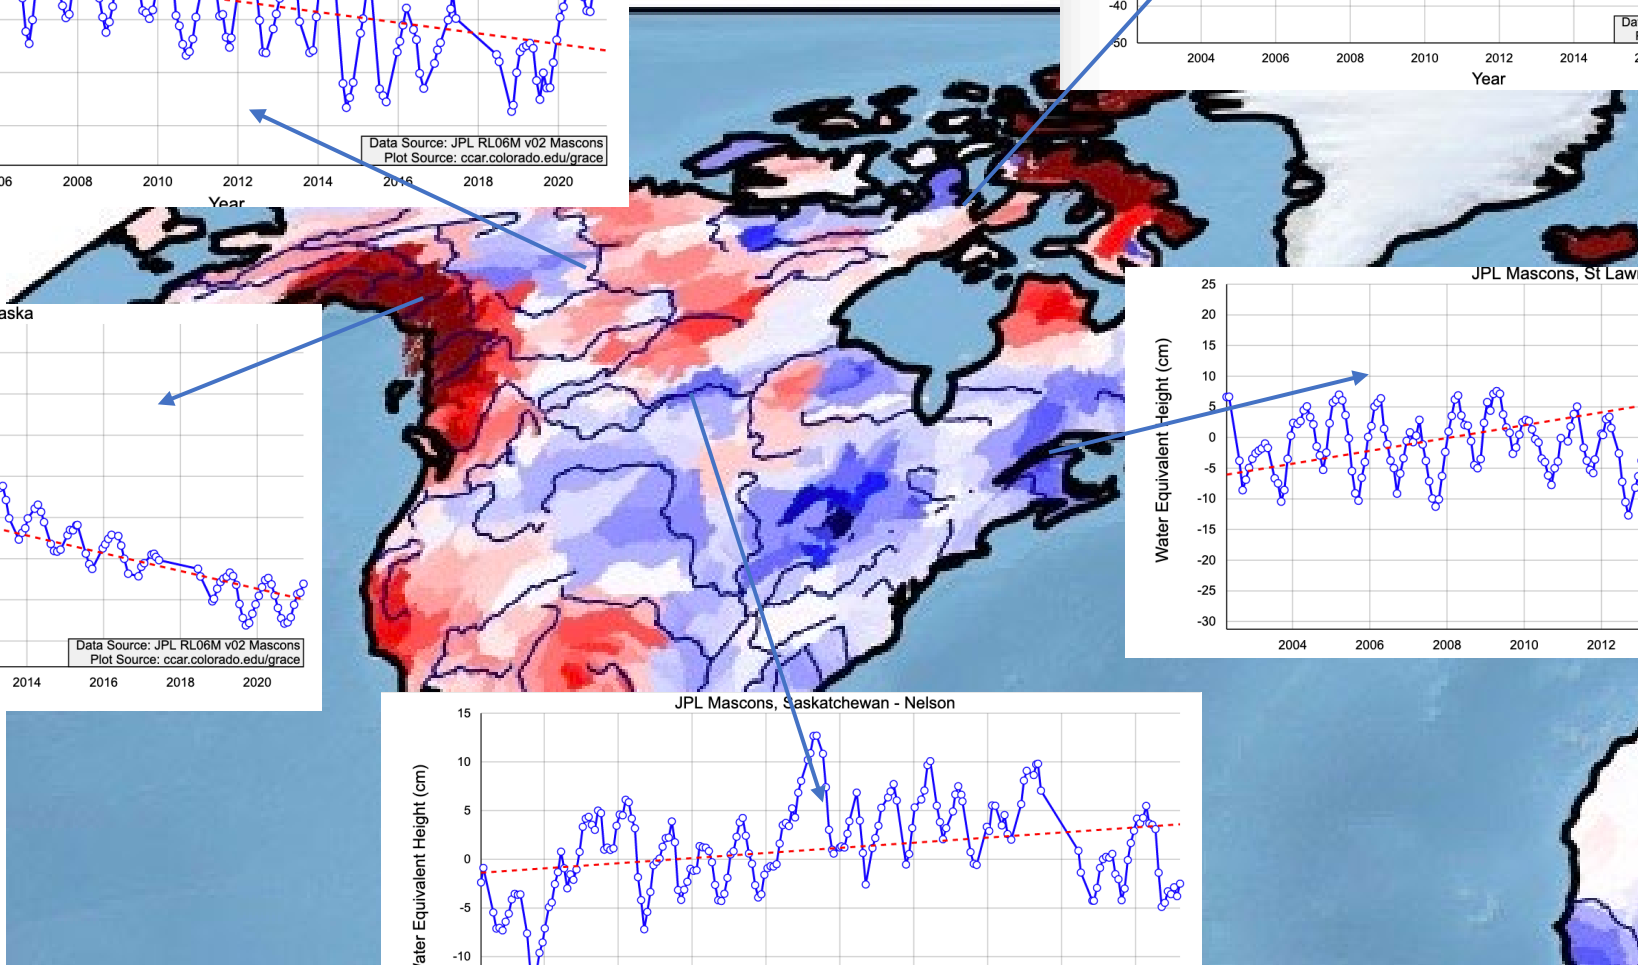 Data Source: JPL RL06M v02 Mascons
Plot Source: ccar.colorado.edu/grace
06 2008 2010 2012 2014 2016 2018 2020
Year
-40
-50
Da
2004 2006 2008 2010 2012 2014 2
Year
aska
Data Source: JPL RL06M v02 Mascons
Plot Source: ccar.colorado.edu/grace
2014 2016 2018 2020
JPL Mascons, St Lawr
Water Equivalent Height (cm)
25
20
15
10
5
0
-5
-10
-15
-20
-25
-30
2004 2006 2008 2010 2012
JPL Mascons, Saskatchewan - Nelson
Water Equivalent Height (cm)
15
10
5
0
-5
-10